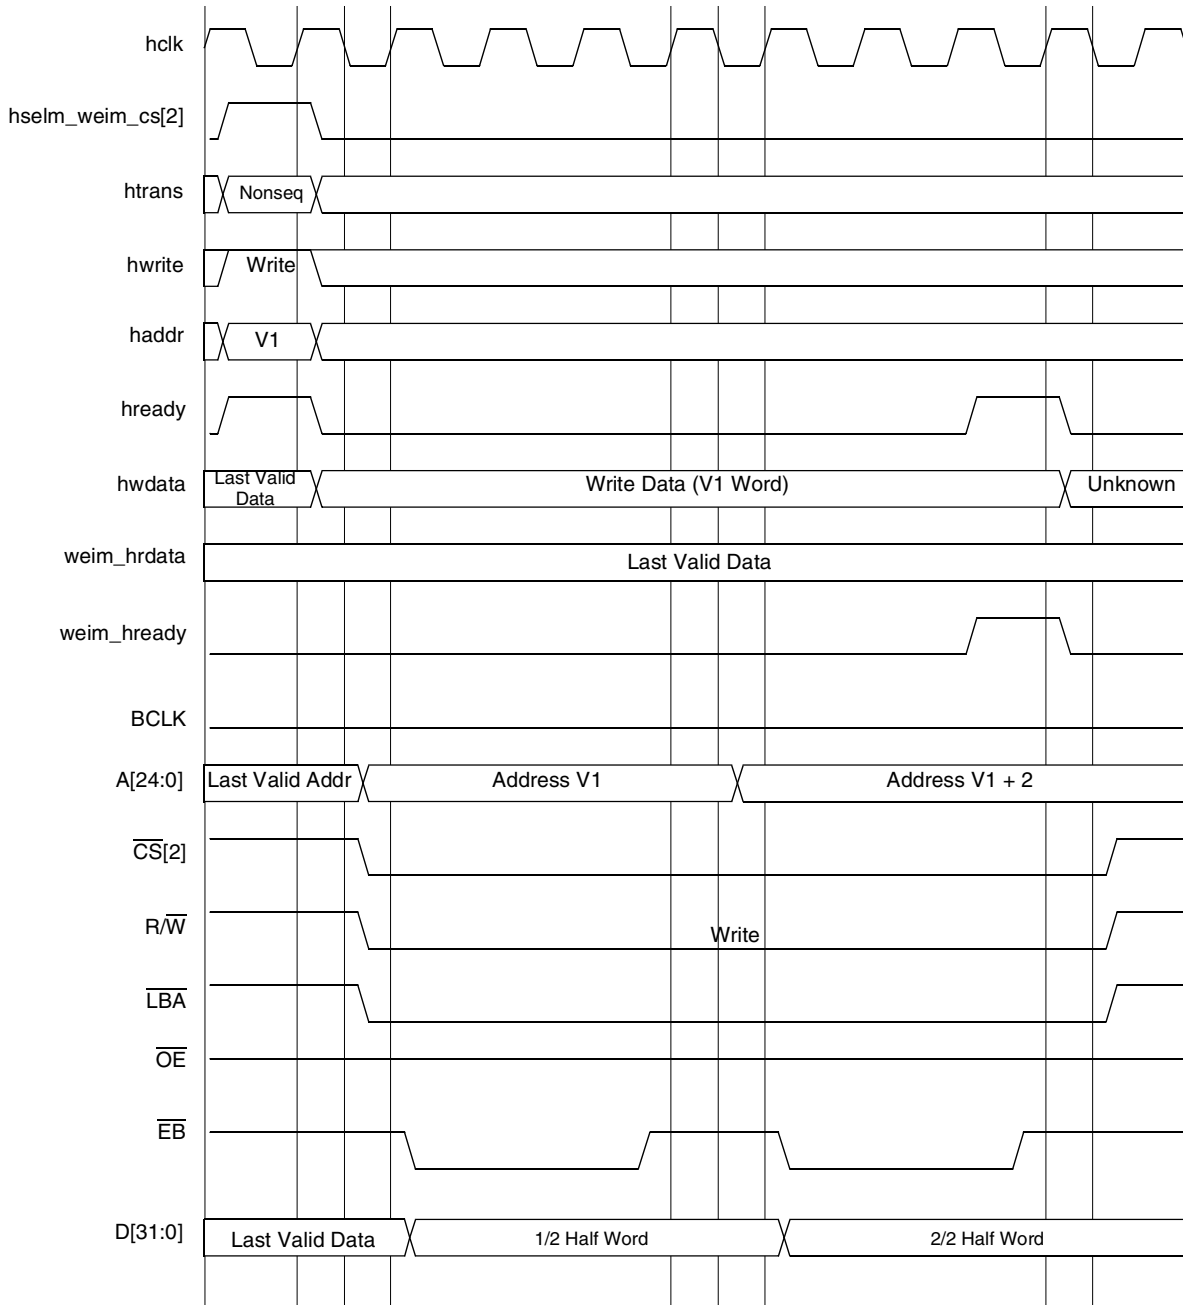 hclk
hselm_weim_cs[2]
htrans Nonseq
hwrite Write
haddr V1
hready
hwdata Last Valid Data Write Data (V1 Word) Unknown
weim_hrdata Last Valid Data
weim_hready
BCLK
A[24:0] Last Valid Addr Address V1 Address V1 + 2
CS[2]
R/W Write
LBA
OE
EB
D[31:0] Last Valid Data 1/2 Half Word 2/2 Half Word